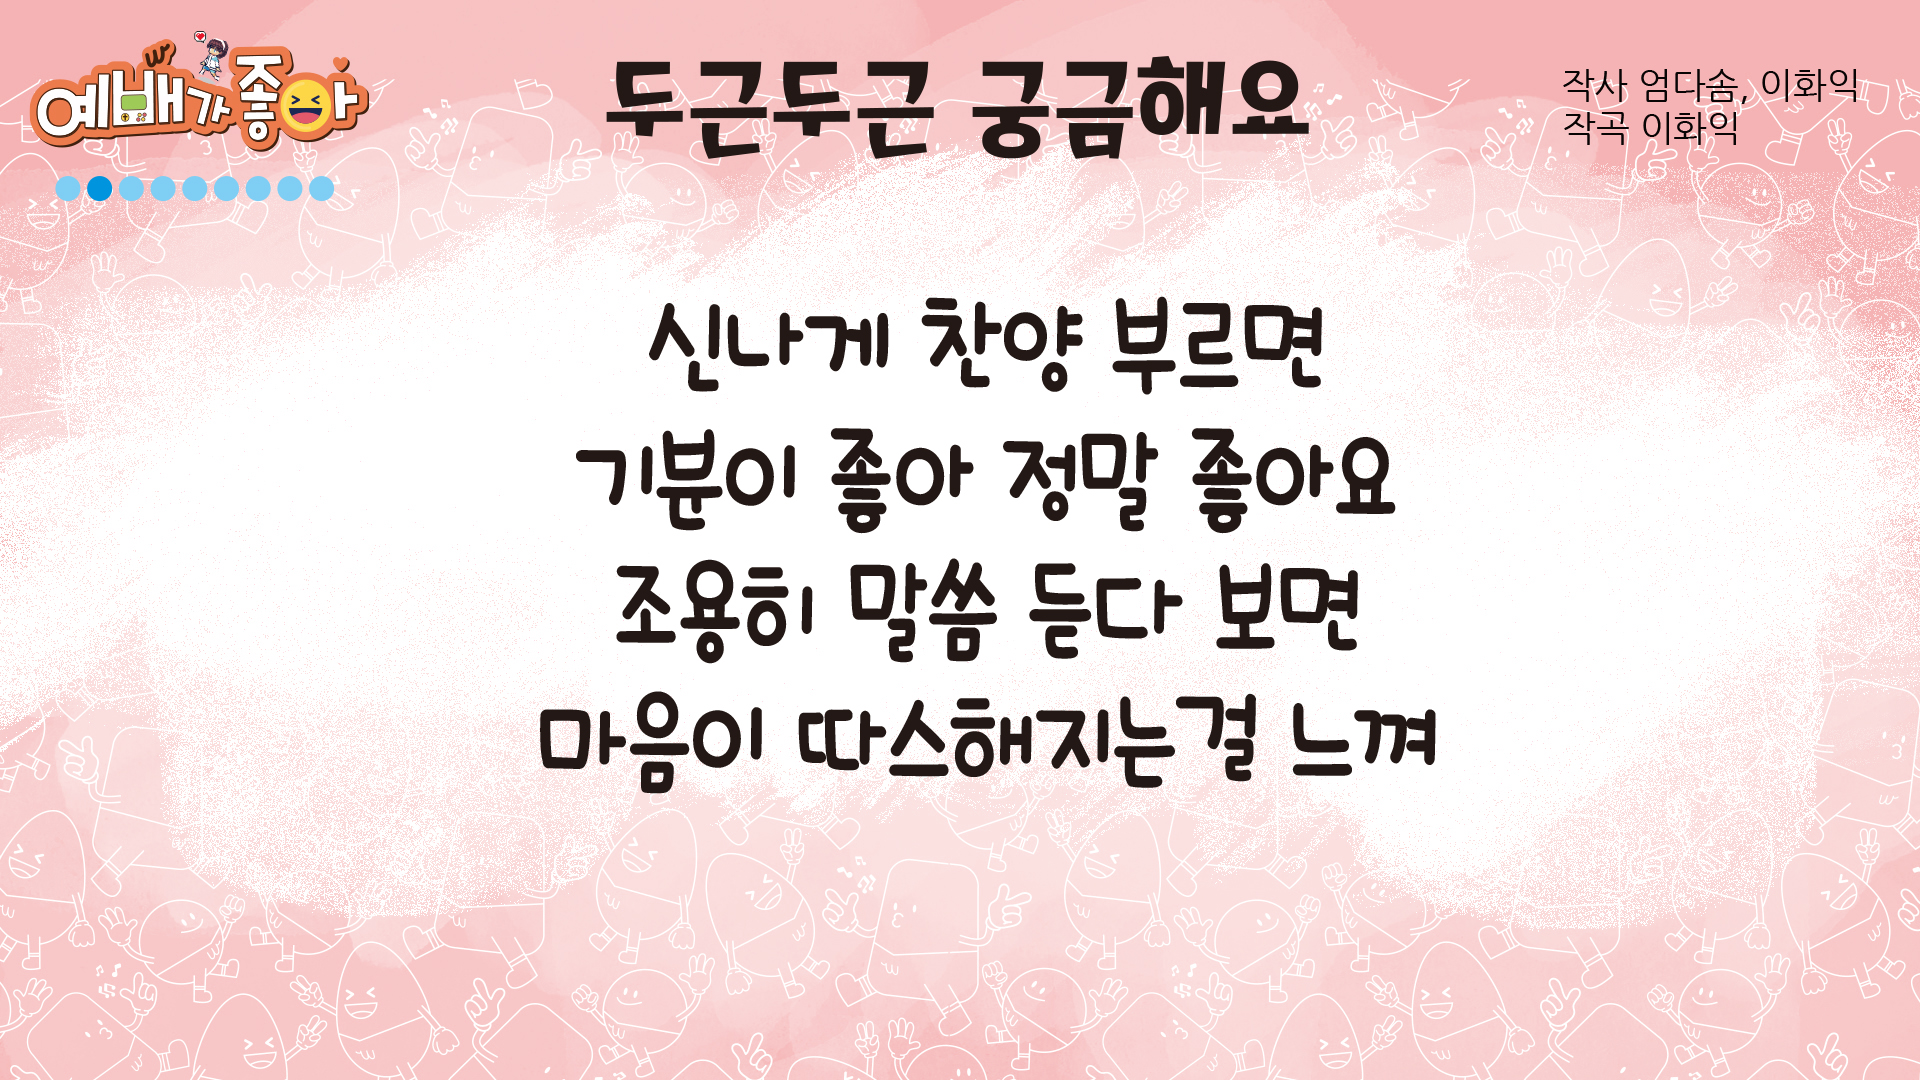 예배가 좋아
두근두근 궁금해요
작사 엄다솜, 이화익
작곡 이화익
신나게 찬양 부르면
기분이 좋아 정말 좋아요
조용히 말씀 듣다 보면
마음이 따스해지는걸 느껴